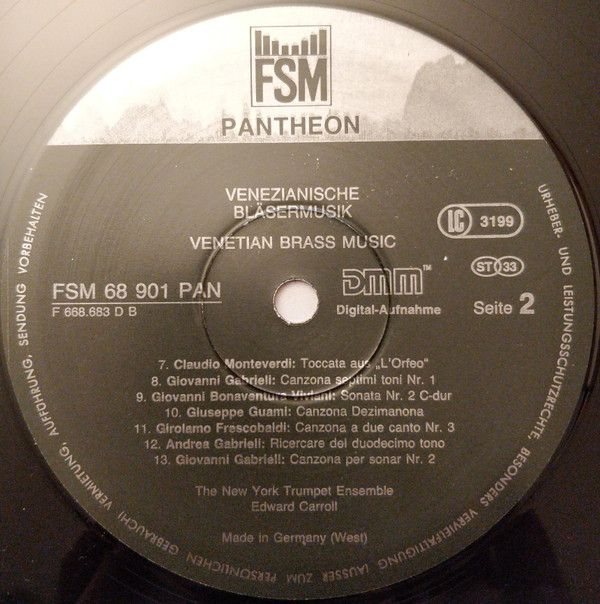 FSM
PANTHEON
VENEZIANISCHE
BLÄSERMUSIK
VENETIAN BRASS MUSIC
LC 3199
ST 33
FSM 68 901 PAN
F 668.683 D B
DMM™
Digital-Aufnahme
Seite 2
7. Claudio Monteverdi: Toccata aus „L'Orfeo"
8. Giovanni Gabrieli: Canzona septimi toni Nr. 1
9. Giovanni Bonaventura Viviani: Sonata Nr. 2 C-dur
10. Giuseppe Guami: Canzona Dezimanona
11. Girolamo Frescobaldi: Canzona a due canto Nr. 3
12. Andrea Gabrieli: Ricercare del duodecimo tono
13. Giovanni Gabrieli: Canzona per sonar Nr. 2
The New York Trumpet Ensemble
Edward Carroll
Made in Germany (West)
URHEBER- UND LEISTUNGSSCHUTZRECHTE, BESONDERS VERVIELFÄLTIGUNG (AUSSER ZUM PERSÖNLICHEN GEBRAUCH) VERMIETUNG, AUFFÜHRUNG, SENDUNG VORBEHALTEN